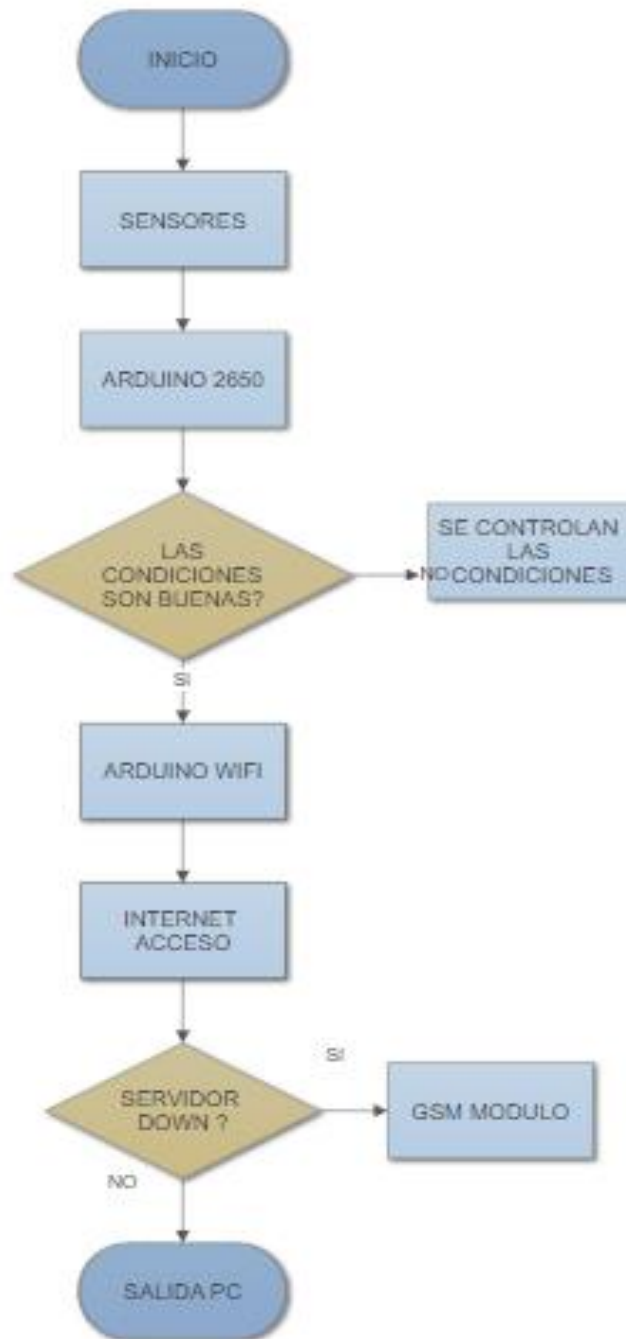 INICIO
SENSORES
ARDUINO 2650
LAS
CONDICIONES
SON BUENAS?
NO
SE CONTROLAN
LAS
CONDICIONES
SI
ARDUINO WIFI
INTERNET
ACCESO
SERVIDOR
DOWN ?
SI
GSM MODULO
NO
SALIDA PC